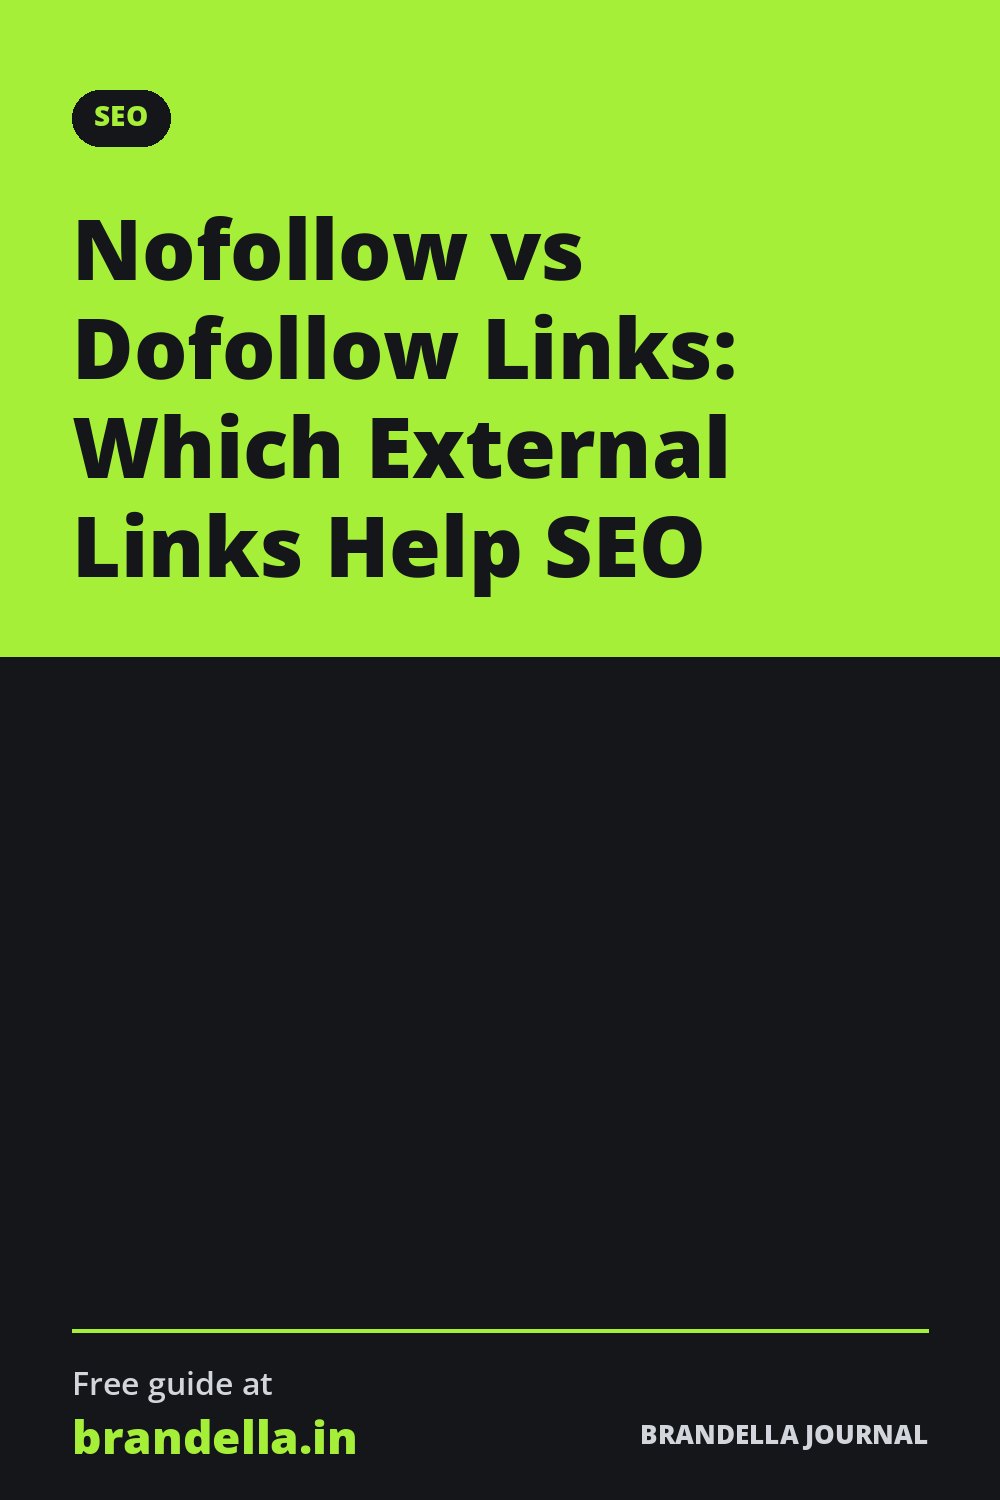 SEO
Nofollow vs
Dofollow Links:
Which External
Links Help SEO
Free guide at
brandella.in
BRANDELLA JOURNAL